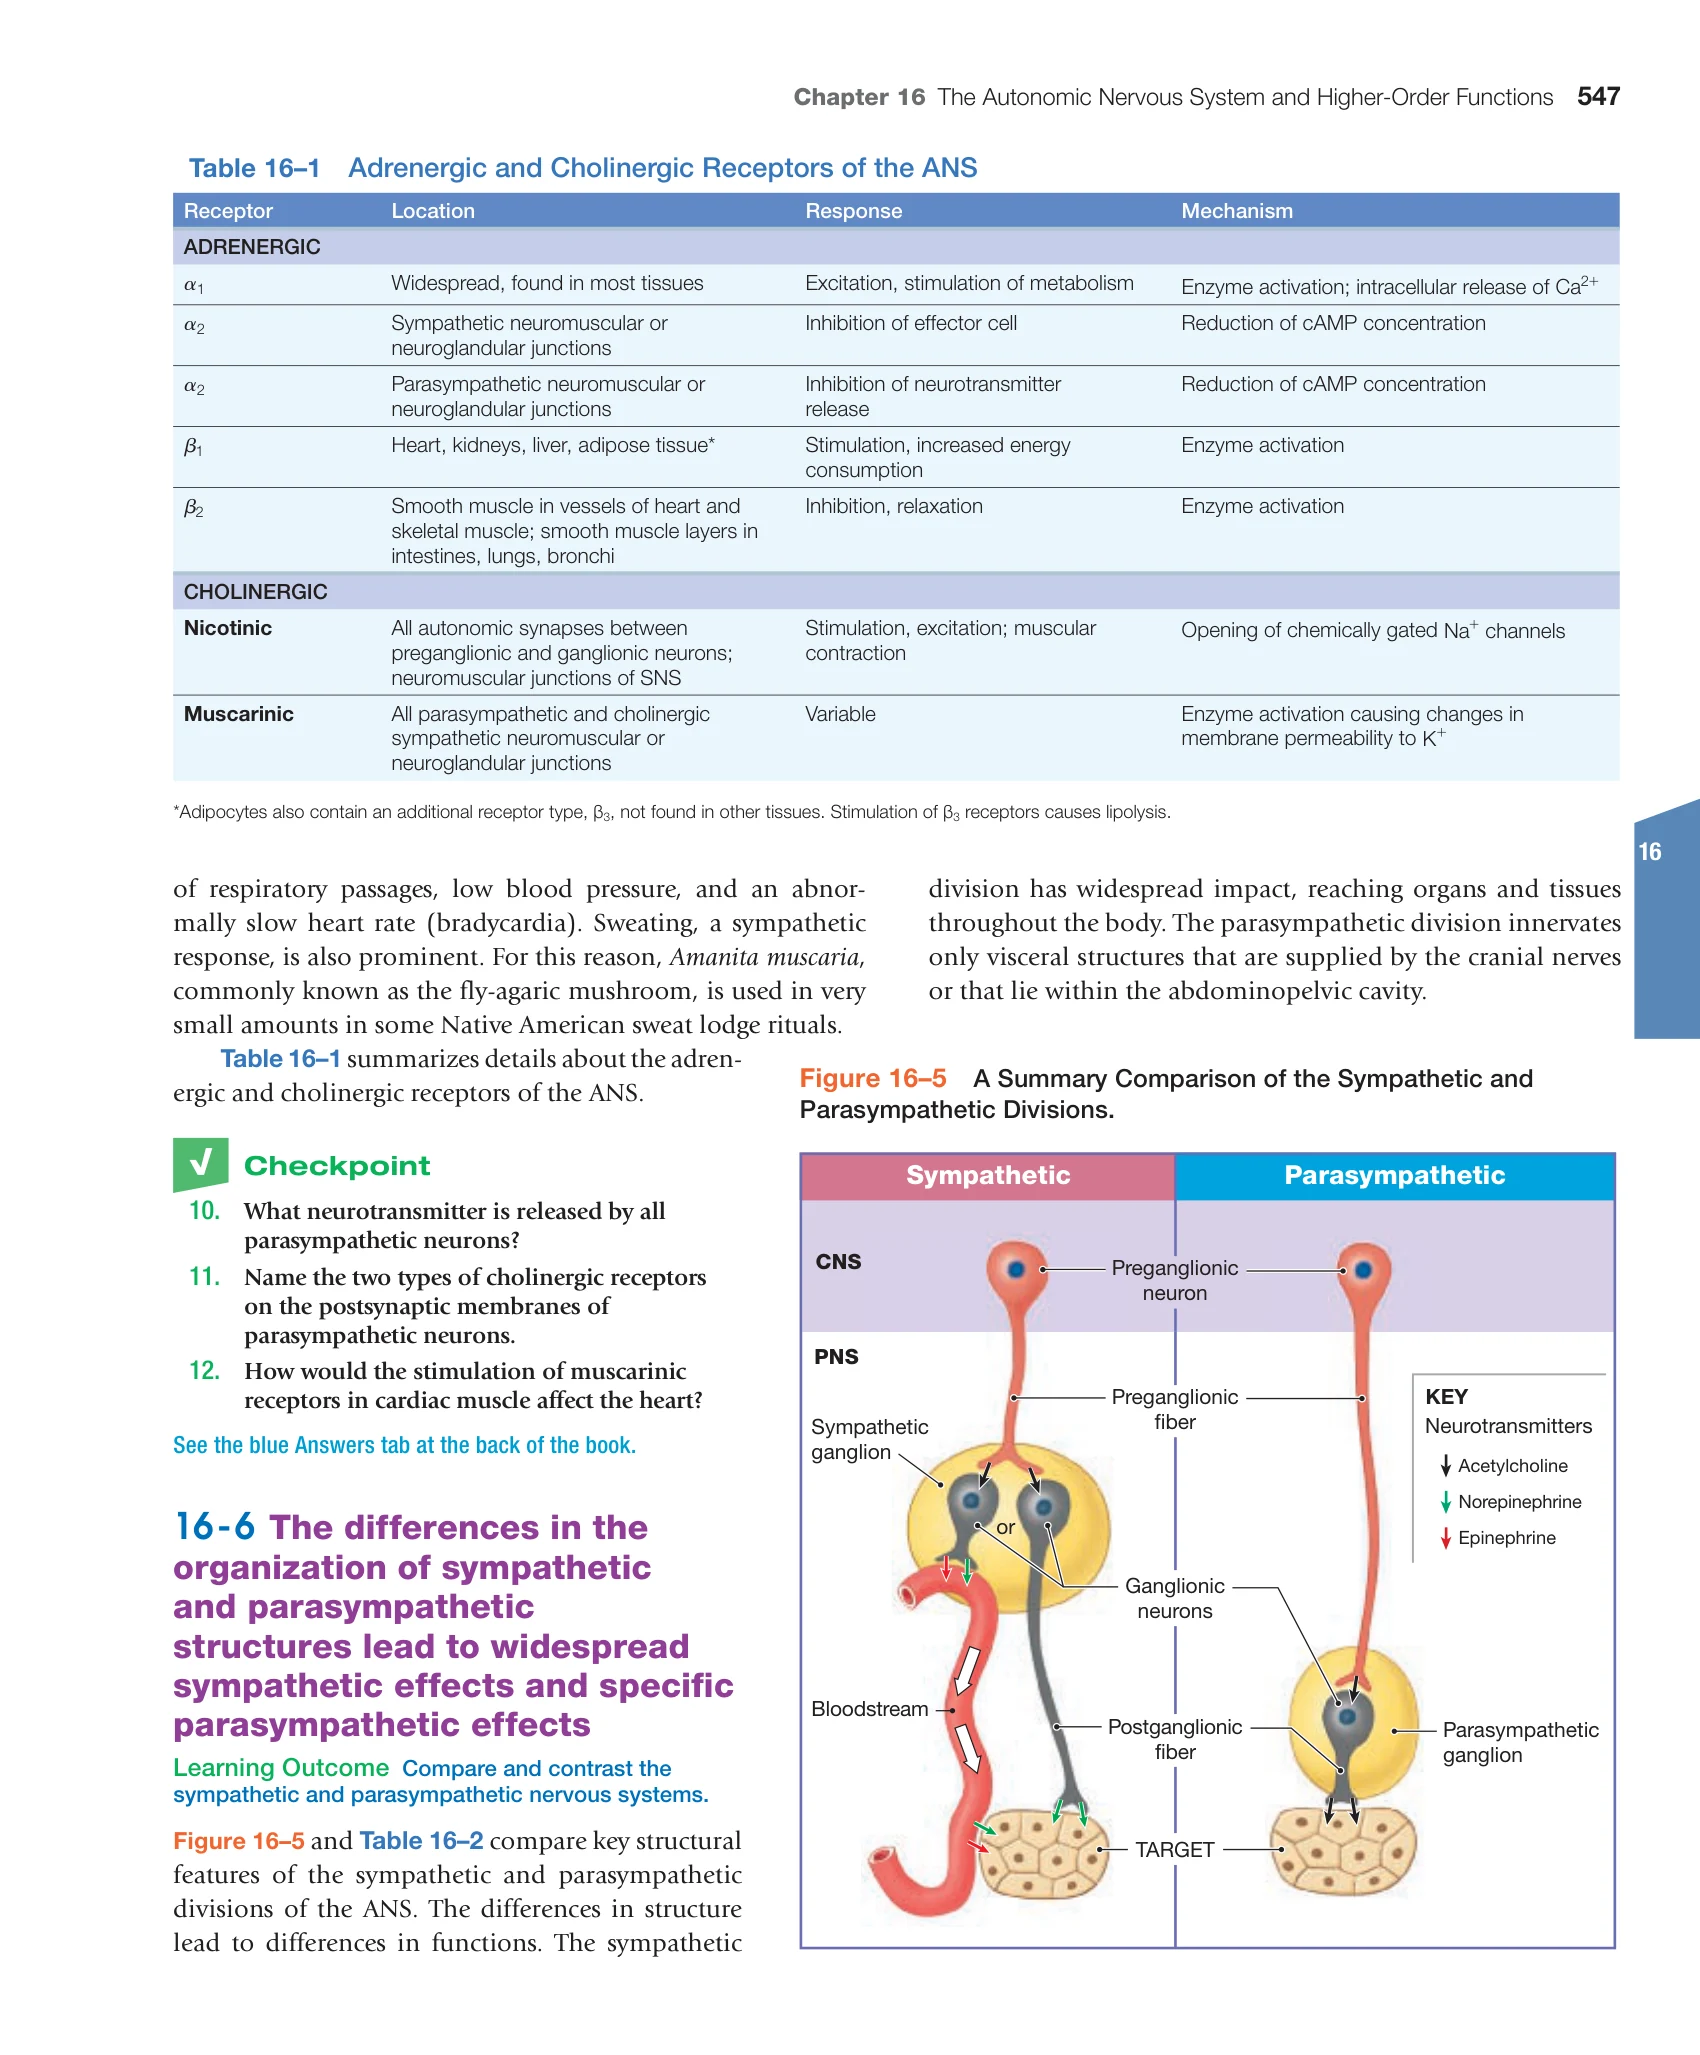 Chapter 16 The Autonomic Nervous System and Higher-Order Functions 547
Table 16–1 Adrenergic and Cholinergic Receptors of the ANS
Receptor Location Response Mechanism
ADRENERGIC
α1 Widespread, found in most tissues Excitation, stimulation of metabolism Enzyme activation; intracellular release of Ca2+
α2 Sympathetic neuromuscular or Inhibition of effector cell Reduction of cAMP concentration
neuroglandular junctions
α2 Parasympathetic neuromuscular or Inhibition of neurotransmitter Reduction of cAMP concentration
neuroglandular junctions release
β1 Heart, kidneys, liver, adipose tissue* Stimulation, increased energy Enzyme activation
consumption
β2 Smooth muscle in vessels of heart and Inhibition, relaxation Enzyme activation
skeletal muscle; smooth muscle layers in
intestines, lungs, bronchi
CHOLINERGIC
Nicotinic All autonomic synapses between Stimulation, excitation; muscular Opening of chemically gated Na+ channels
preganglionic and ganglionic neurons; contraction
neuromuscular junctions of SNS
Muscarinic All parasympathetic and cholinergic Variable Enzyme activation causing changes in
sympathetic neuromuscular or membrane permeability to K+
neuroglandular junctions
*Adipocytes also contain an additional receptor type, β3, not found in other tissues. Stimulation of β3 receptors causes lipolysis.
16
of respiratory passages, low blood pressure, and an abnor-
mally slow heart rate (bradycardia). Sweating, a sympathetic
response, is also prominent. For this reason, Amanita muscaria,
commonly known as the fly-agaric mushroom, is used in very
small amounts in some Native American sweat lodge rituals.
Table 16–1 summarizes details about the adren-
ergic and cholinergic receptors of the ANS.
√ Checkpoint
10. What neurotransmitter is released by all
parasympathetic neurons?
11. Name the two types of cholinergic receptors
on the postsynaptic membranes of
parasympathetic neurons.
12. How would the stimulation of muscarinic
receptors in cardiac muscle affect the heart?
See the blue Answers tab at the back of the book.
16-6 The differences in the
organization of sympathetic
and parasympathetic
structures lead to widespread
sympathetic effects and specific
parasympathetic effects
Learning Outcome Compare and contrast the
sympathetic and parasympathetic nervous systems.
Figure 16–5 and Table 16–2 compare key structural
features of the sympathetic and parasympathetic
divisions of the ANS. The differences in structure
lead to differences in functions. The sympathetic
division has widespread impact, reaching organs and tissues
throughout the body. The parasympathetic division innervates
only visceral structures that are supplied by the cranial nerves
or that lie within the abdominopelvic cavity.
Figure 16–5 A Summary Comparison of the Sympathetic and
Parasympathetic Divisions.
Sympathetic Parasympathetic
CNS
Preganglionic
neuron
PNS
Preganglionic
fiber
KEY
Neurotransmitters
Acetylcholine
Norepinephrine
Epinephrine
Sympathetic
ganglion
or
Ganglionic
neurons
Bloodstream
Postganglionic
fiber
Parasympathetic
ganglion
TARGET